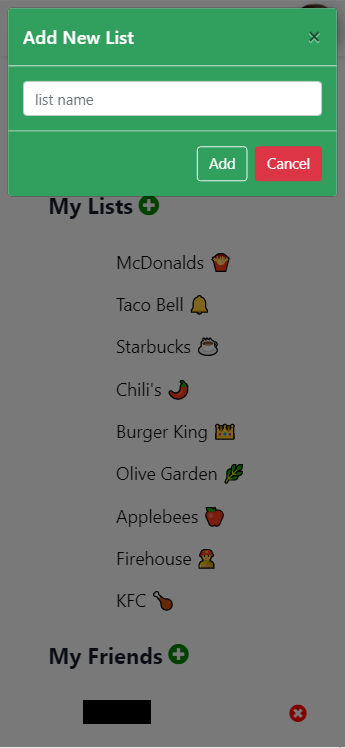 Add New List
×
list name
Add
Cancel
My Lists
McDonalds 🍟
Taco Bell 🔔
Starbucks ☕
Chili's 🌶
Burger King 👑
Olive Garden 🌿
Applebees 🍎
Firehouse
KFC 🍗
My Friends